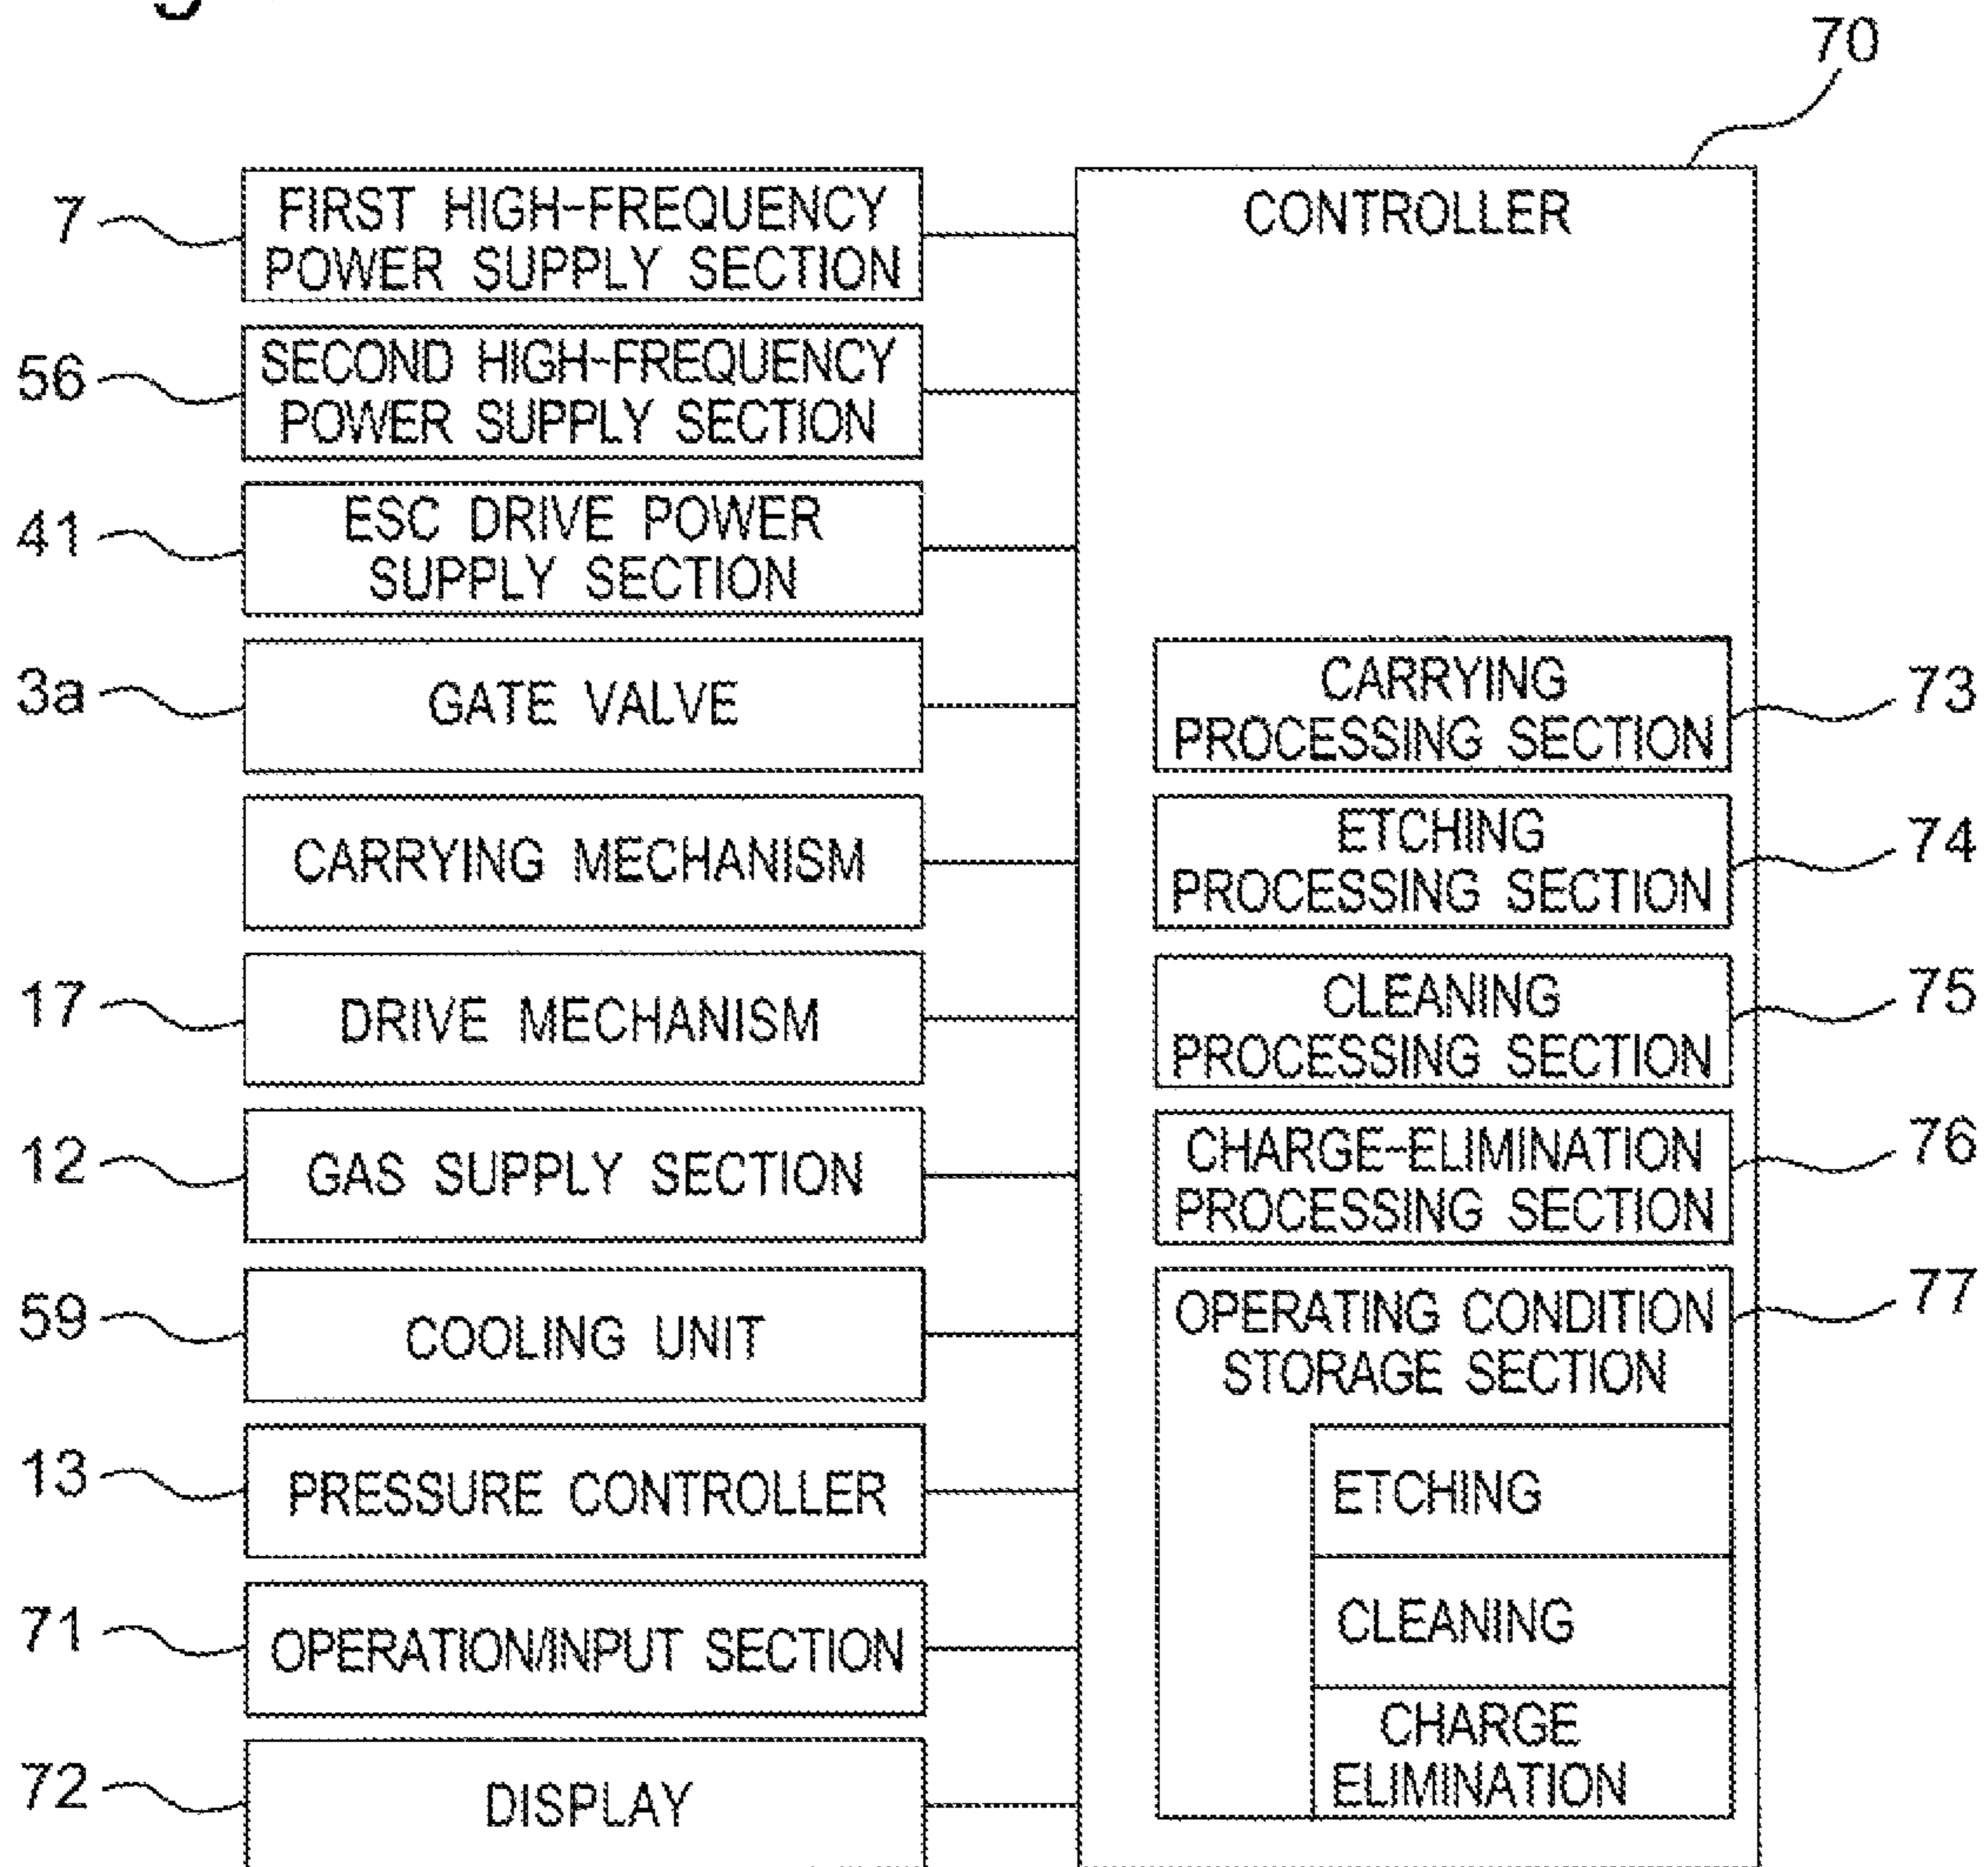 70
7
FIRST HIGH-FREQUENCY
POWER SUPPLY SECTION
CONTROLLER
56
SECOND HIGH-FREQUENCY
POWER SUPPLY SECTION
41
ESC DRIVE POWER
SUPPLY SECTION
3a
GATE VALVE
CARRYING
PROCESSING SECTION
73
CARRYING MECHANISM
ETCHING
PROCESSING SECTION
74
17
DRIVE MECHANISM
CLEANING
PROCESSING SECTION
75
12
GAS SUPPLY SECTION
CHARGE-ELIMINATION
PROCESSING SECTION
76
59
COOLING UNIT
OPERATING CONDITION
STORAGE SECTION
77
13
PRESSURE CONTROLLER
ETCHING
71
OPERATION/INPUT SECTION
CLEANING
72
DISPLAY
CHARGE
ELIMINATION